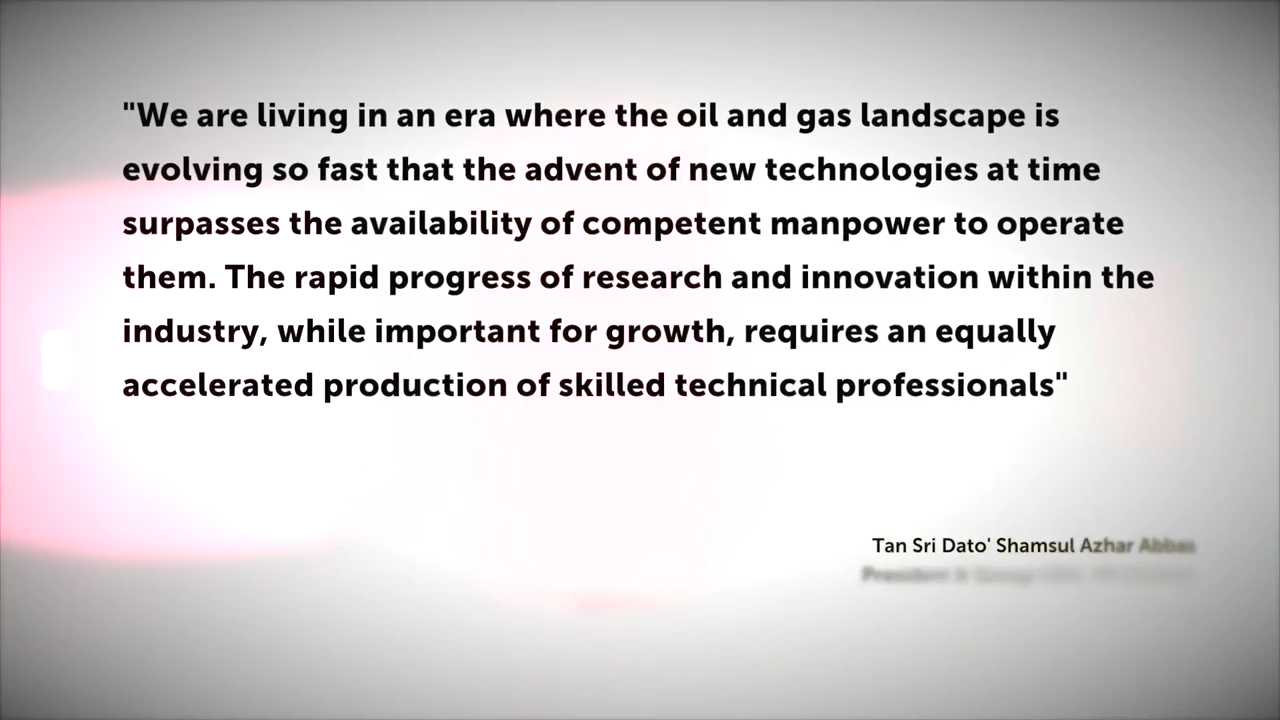 "We are living in an era where the oil and gas landscape is
evolving so fast that the advent of new technologies at time
surpasses the availability of competent manpower to operate
them. The rapid progress of research and innovation within the
industry, while important for growth, requires an equally
accelerated production of skilled technical professionals"
Tan Sri Dato' Shamsul Azhar Abbas
President & Group